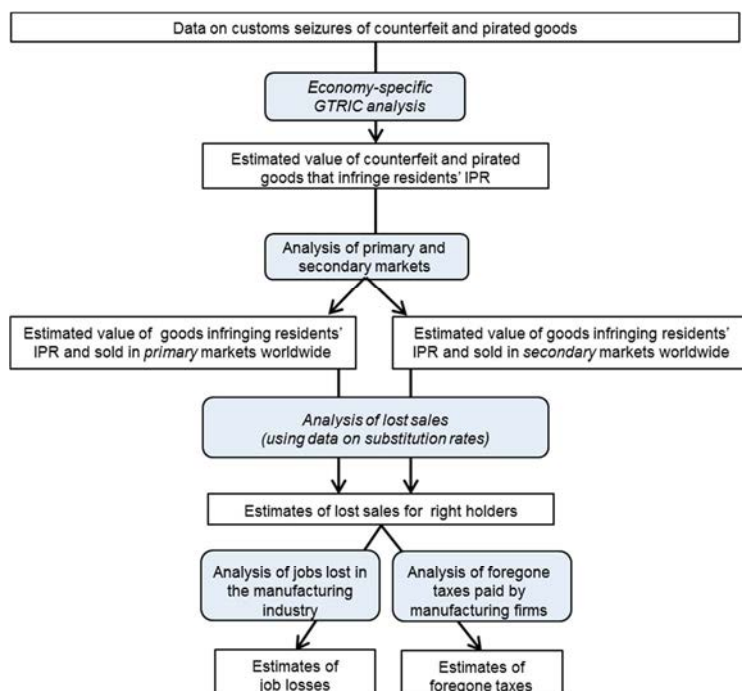 Data on customs seizures of counterfeit and pirated goods
Economy-specific
GTRIC analysis
Estimated value of counterfeit and pirated
goods that infringe residents’ IPR
Analysis of primary and
secondary markets
Estimated value of goods infringing residents’
IPR and sold in primary markets worldwide
Estimated value of goods infringing residents’
IPR and sold in secondary markets worldwide
Analysis of lost sales
(using data on substitution rates)
Estimates of lost sales for right holders
Analysis of jobs lost in
the manufacturing
industry
Analysis of foregone
taxes paid by
manufacturing firms
Estimates of
job losses
Estimates of
foregone taxes